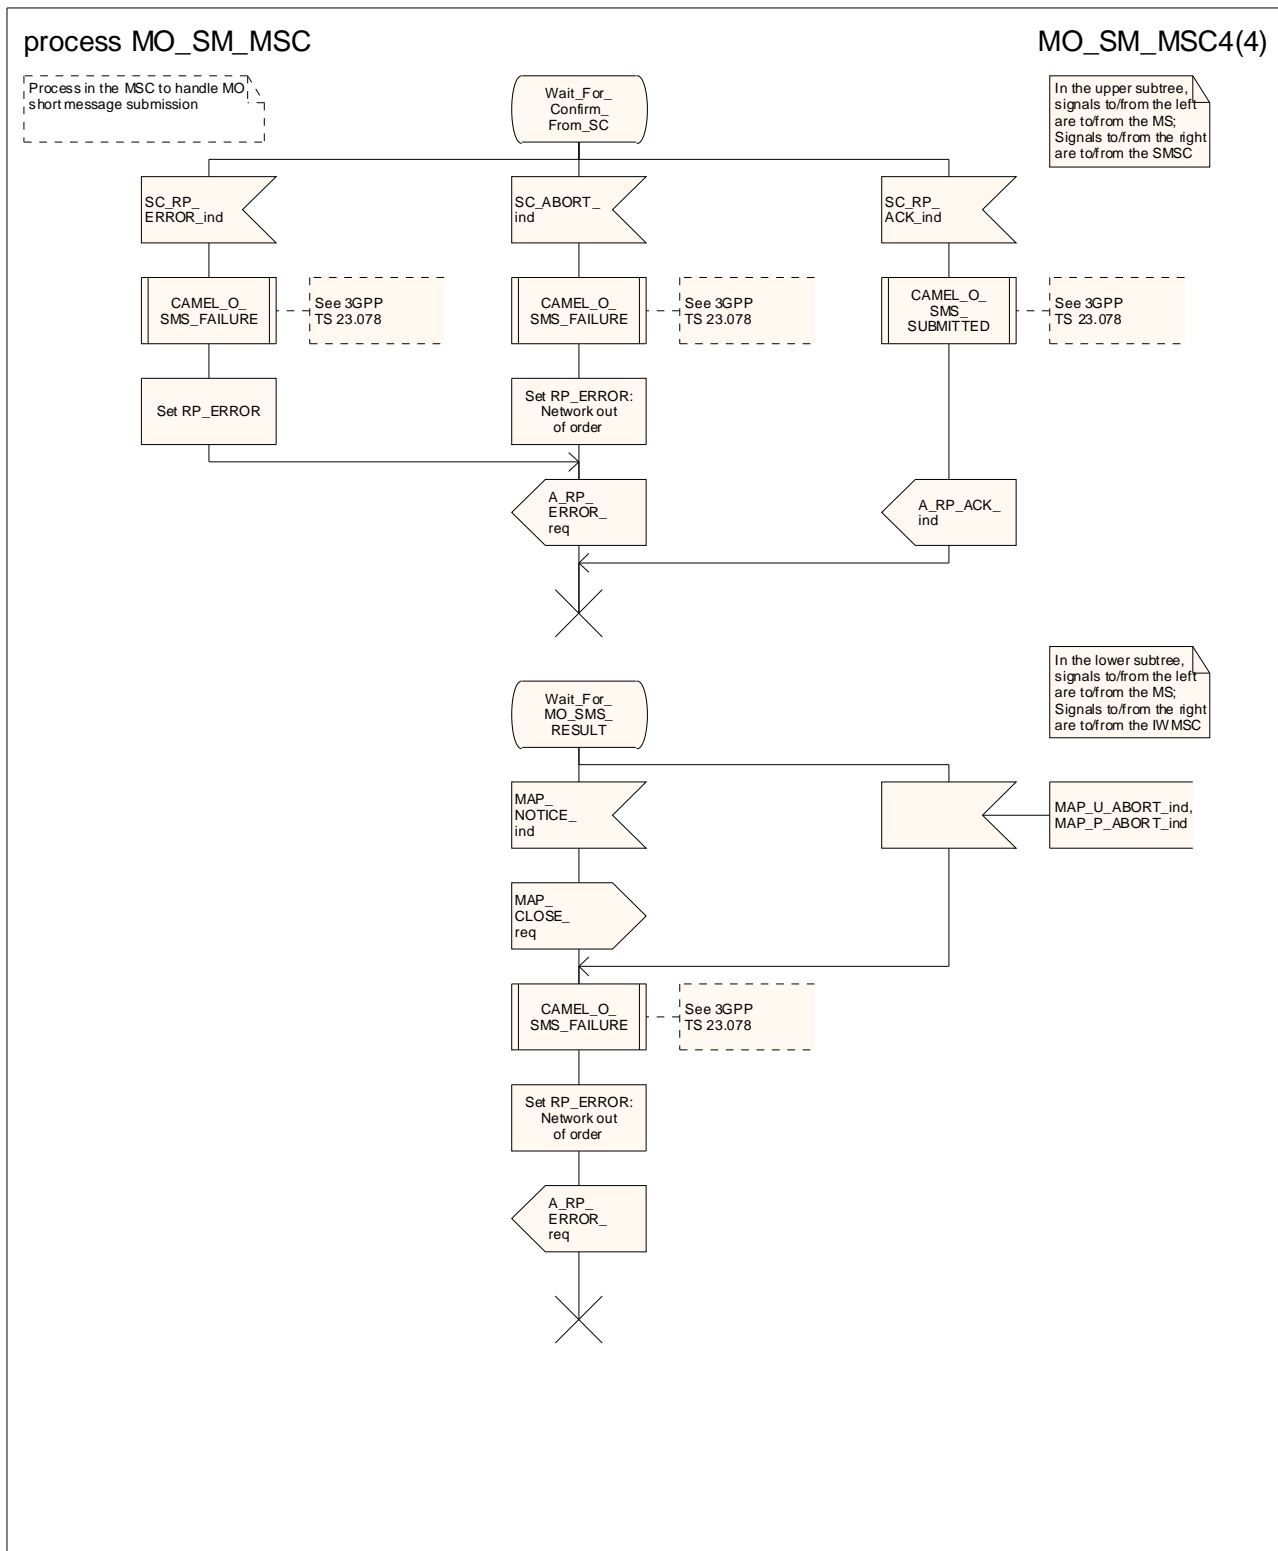 process MO_SM_MSC
MO_SM_MSC4(4)
Process in the MSC to handle MO
short message submission
Wait_For_
Confirm_
From_SC
In the upper subtree,
signals to/from the left
are to/from the MS;
Signals to/from the right
are to/from the SMSC
SC_RP_
ERROR_ind
SC_ABORT_
ind
SC_RP_
ACK_ind
CAMEL_O_
SMS_FAILURE
See 3GPP
TS 23.078
CAMEL_O_
SMS_FAILURE
See 3GPP
TS 23.078
CAMEL_O_
SMS_
SUBMITTED
See 3GPP
TS 23.078
Set RP_ERROR
Set RP_ERROR:
Network out
of order
A_RP_
ERROR_
req
A_RP_ACK_
ind
In the lower subtree,
signals to/from the left
are to/from the MS;
Signals to/from the right
are to/from the IWMSC
Wait_For_
MO_SMS_
RESULT
MAP_
NOTICE_
ind
MAP_U_ABORT_ind,
MAP_P_ABORT_ind
MAP_
CLOSE_
req
CAMEL_O_
SMS_FAILURE
See 3GPP
TS 23.078
Set RP_ERROR:
Network out
of order
A_RP_
ERROR_
req